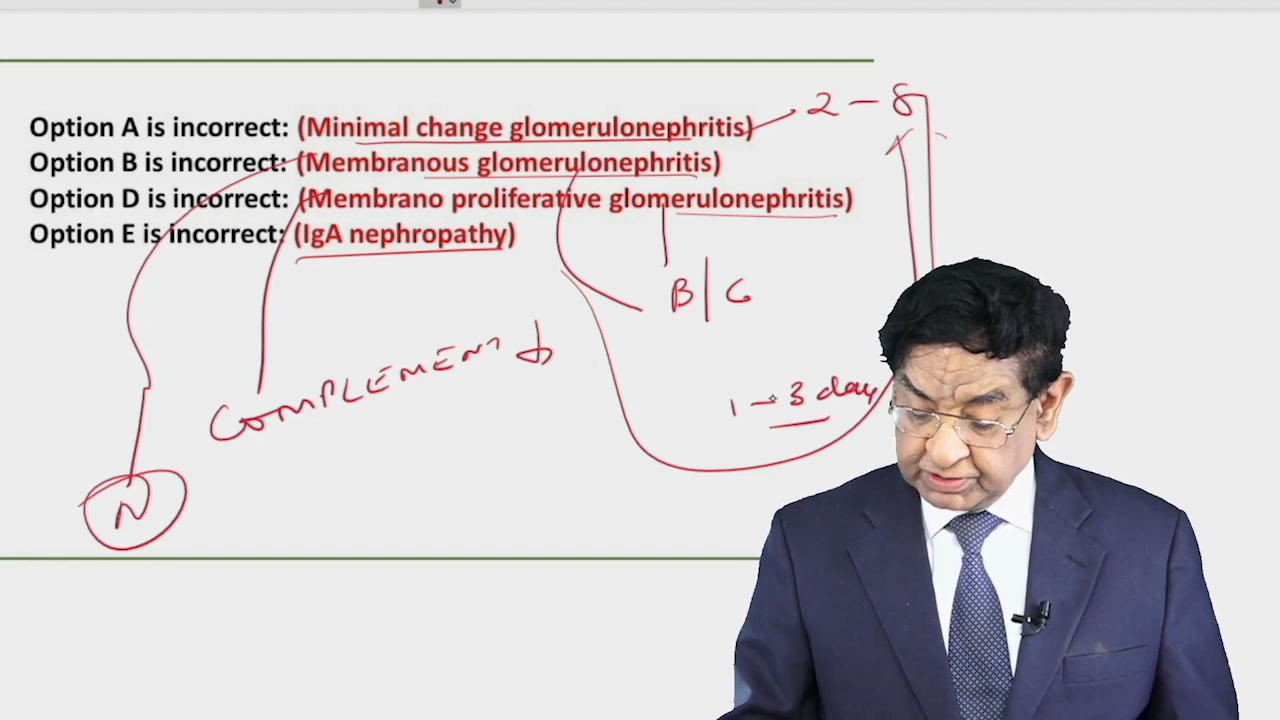 Option A is incorrect: (Minimal change glomerulonephritis) 2 - 8
Option B is incorrect: (Membranous glomerulonephritis)
Option D is incorrect: (Membrano proliferative glomerulonephritis)
Option E is incorrect: (IgA nephropathy)
B|C
COMPLEMENT ↓
1 - 3 day
N